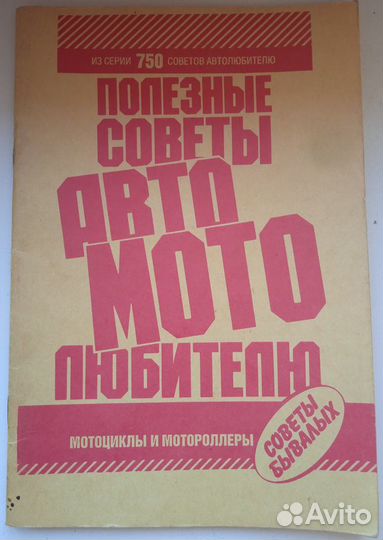 ИЗ СЕРИИ 750 СОВЕТОВ АВТОЛЮБИТЕЛЮ
ПОЛЕЗНЫЕ
СОВЕТЫ
АВТО
МОТО
ЛЮБИТЕЛЮ
МОТОЦИКЛЫ И МОТОРОЛЛЕРЫ
СОВЕТЫ
БЫВАЛЫХ
Avito